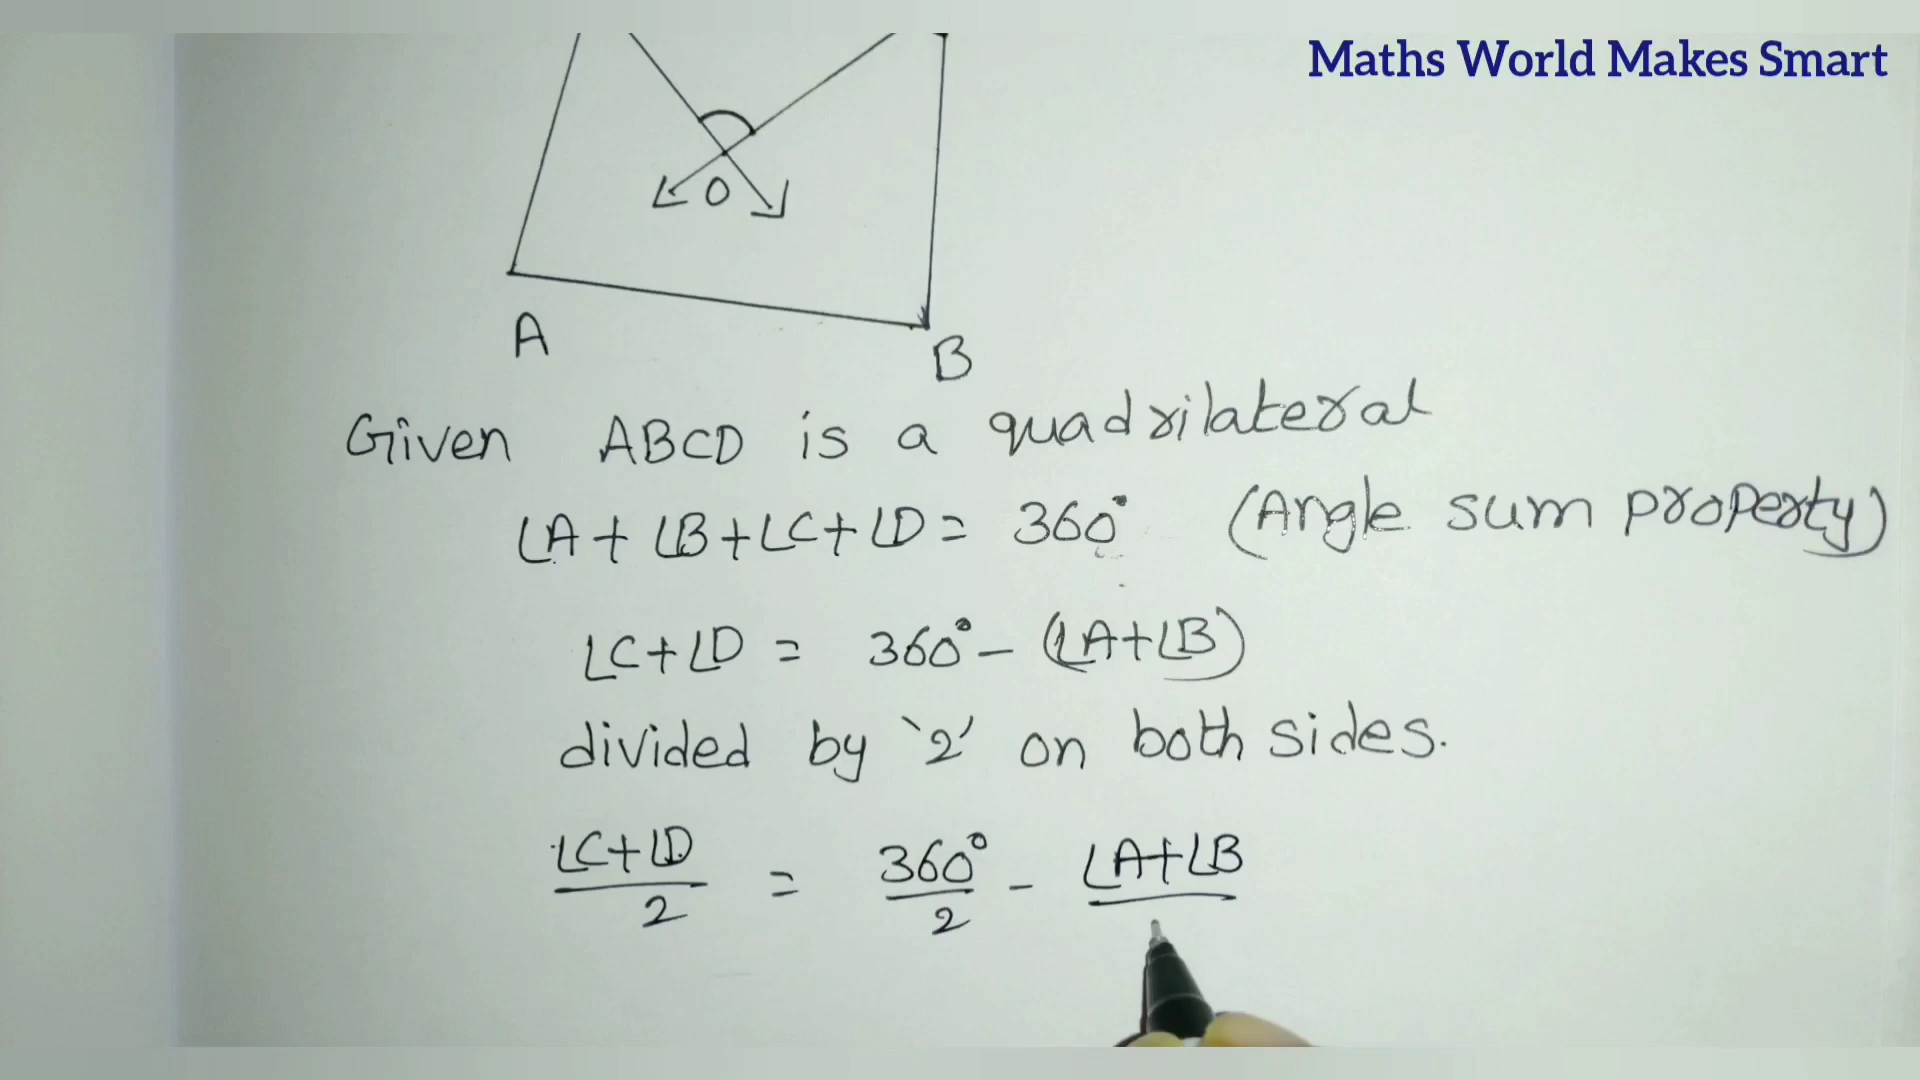 Maths World Makes Smart
O
A
B
Given ABCD is a quadrilateral
∠A + ∠B + ∠C + ∠D = 360° (Angle sum property)
∠C + ∠D = 360° - (∠A + ∠B)
divided by '2' on both sides.
∠C + ∠D / 2 = 360° / 2 - ∠A + ∠B